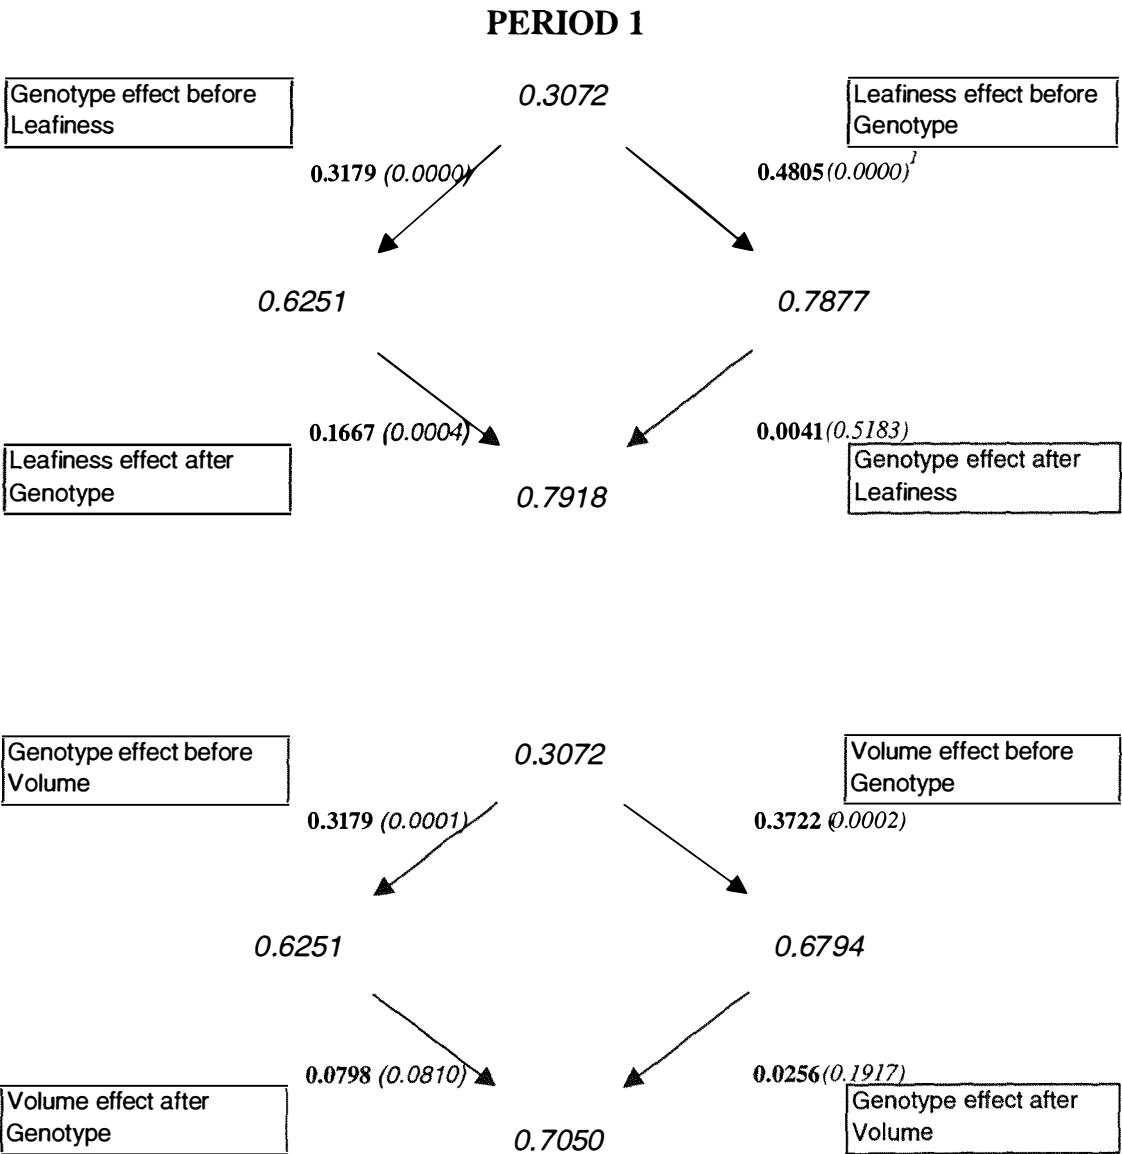 PERIOD 1
Genotype effect before
Leafiness
0.3072
Leafiness effect before
Genotype
0.3179 (0.0000)
0.4805 (0.0000)1
0.6251
0.7877
0.1667 (0.0004)
0.0041 (0.5183)
Leafiness effect after
Genotype
0.7918
Genotype effect after
Leafiness
Genotype effect before
Volume
0.3072
Volume effect before
Genotype
0.3179 (0.0001)
0.3722 (0.0002)
0.6251
0.6794
0.0798 (0.0810)
0.0256 (0.1917)
Volume effect after
Genotype
0.7050
Genotype effect after
Volume